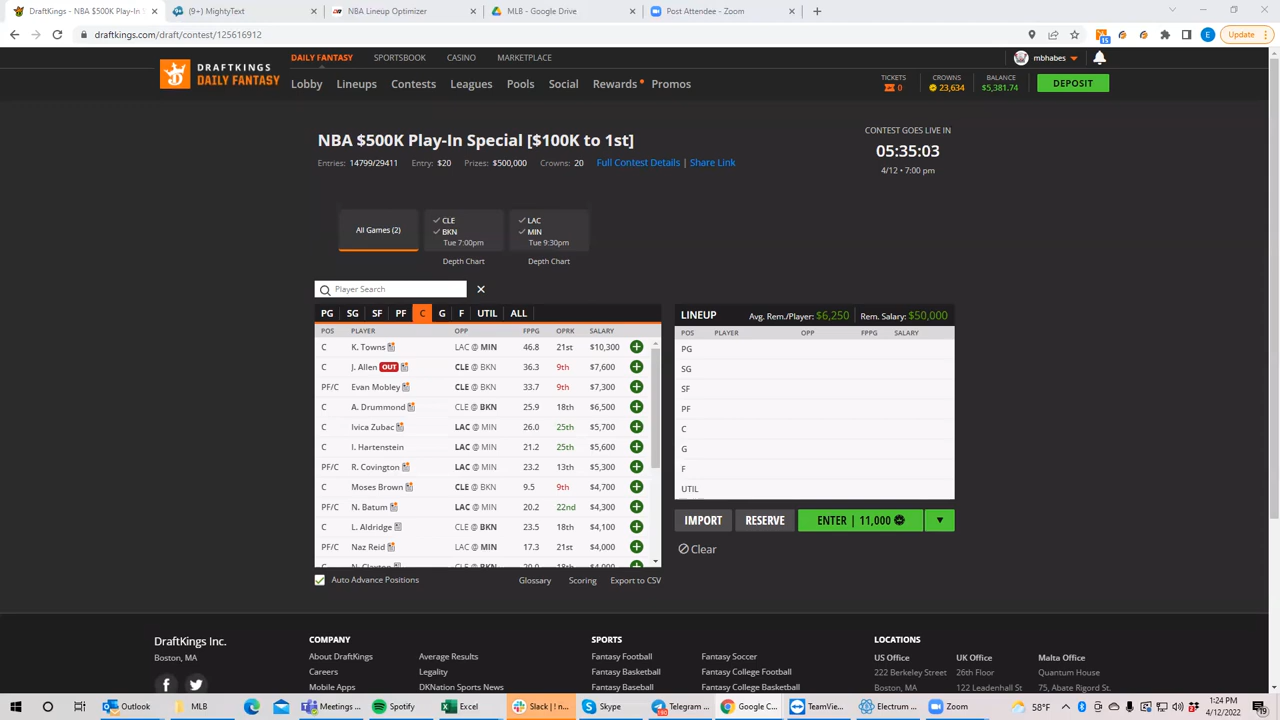 DraftKings - NBA $500K Play-In S
(9+) MightyText
NBA Lineup Optimizer
MLB - Google Drive
Post Attendee - Zoom
draftkings.com/draft/contest/125616912
15
E
Update
DRAFTKINGS
DAILY FANTASY
DAILY FANTASY SPORTSBOOK CASINO MARKETPLACE
mbhabes
Lobby Lineups Contests Leagues Pools Social Rewards Promos
TICKETS
0
CROWNS
23,634
BALANCE
$5,381.74
DEPOSIT
NBA $500K Play-In Special [$100K to 1st]
Entries: 14799/29411 Entry: $20 Prizes: $500,000 Crowns: 20 Full Contest Details | Share Link
CONTEST GOES LIVE IN
05:35:03
4/12 • 7:00 pm
All Games (2)
CLE
BKN
Tue 7:00pm
Depth Chart
LAC
MIN
Tue 9:30pm
Depth Chart
Player Search
PG SG SF PF C G F UTIL ALL
POS PLAYER OPP FPPG OPRK SALARY
C K. Towns LAC @ MIN 46.8 21st $10,300
C J. Allen OUT CLE @ BKN 36.3 9th $7,600
PF/C Evan Mobley CLE @ BKN 33.7 9th $7,300
C A. Drummond CLE @ BKN 25.9 18th $6,500
C Ivica Zubac LAC @ MIN 26.0 25th $5,700
C I. Hartenstein LAC @ MIN 21.2 25th $5,600
PF/C R. Covington LAC @ MIN 23.2 13th $5,300
C Moses Brown CLE @ BKN 9.5 9th $4,700
PF/C N. Batum LAC @ MIN 20.2 22nd $4,300
C L. Aldridge CLE @ BKN 23.5 18th $4,100
C Naz Reid LAC @ MIN 17.3 21st $4,000
Auto Advance Positions
Glossary Scoring Export to CSV
LINEUP Avg. Rem./Player: $6,250 Rem. Salary: $50,000
POS PLAYER OPP FPPG SALARY
PG
SG
SF
PF
C
G
F
UTIL
IMPORT RESERVE ENTER | 11,000
Clear
DraftKings Inc.
Boston, MA
COMPANY
About DraftKings
Careers
Mobile Apps
Average Results
Legality
DKNation Sports News
SPORTS
Fantasy Football
Fantasy Basketball
Fantasy Baseball
Fantasy Soccer
Fantasy College Football
Fantasy College Basketball
LOCATIONS
US Office
222 Berkeley Street
Boston, MA
UK Office
26th Floor
122 Leadenhall St
Malta Office
Quantum House
75, Abate Rigord St.
Outlook
MLB
Meetings ...
Spotify
Excel
Slack | ! n...
Skype
Telegram ...
Google C...
TeamVie...
Electrum ...
Zoom
58°F
1:24 PM
4/12/2022